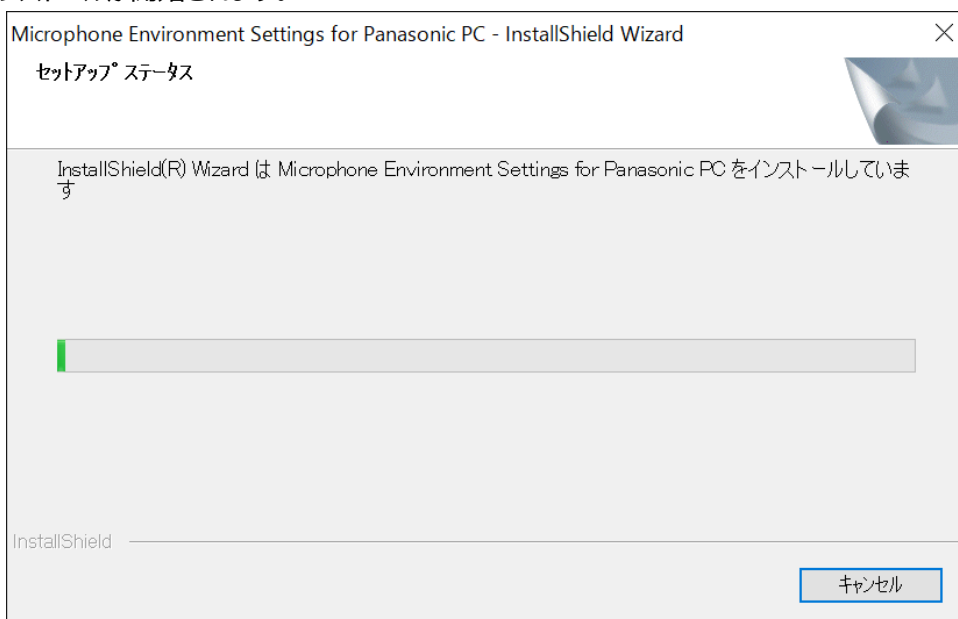 Microphone Environment Settings for Panasonic PC - InstallShield Wizard
セットアップ ステータス
InstallShield(R) Wizard は Microphone Environment Settings for Panasonic PC をインストールしていま
す
InstallShield
キャンセル